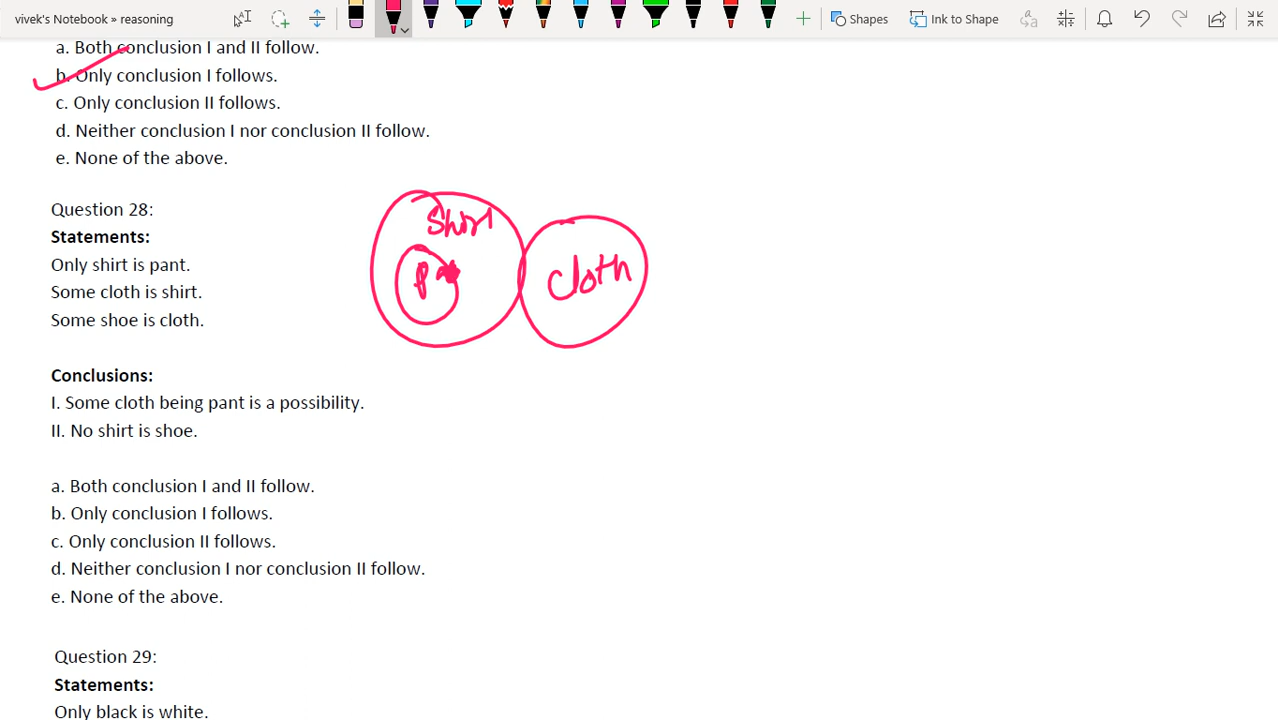 vivek's Notebook » reasoning
Shapes
Ink to Shape
a. Both conclusion I and II follow.
b. Only conclusion I follows.
c. Only conclusion II follows.
d. Neither conclusion I nor conclusion II follow.
e. None of the above.
Question 28:
Statements:
Only shirt is pant.
Some cloth is shirt.
Some shoe is cloth.
Shirt
P
Cloth
Conclusions:
I. Some cloth being pant is a possibility.
II. No shirt is shoe.
a. Both conclusion I and II follow.
b. Only conclusion I follows.
c. Only conclusion II follows.
d. Neither conclusion I nor conclusion II follow.
e. None of the above.
Question 29:
Statements:
Only black is white.